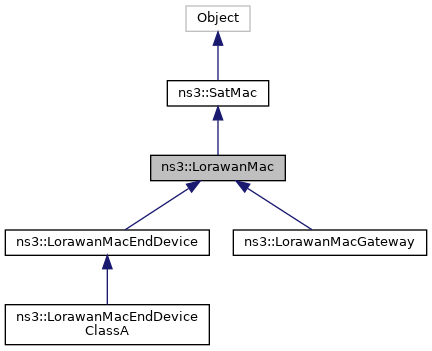 Object
ns3::SatMac
ns3::LorawanMac
ns3::LorawanMacEndDevice
ns3::LorawanMacGateway
ns3::LorawanMacEndDevice
ClassA